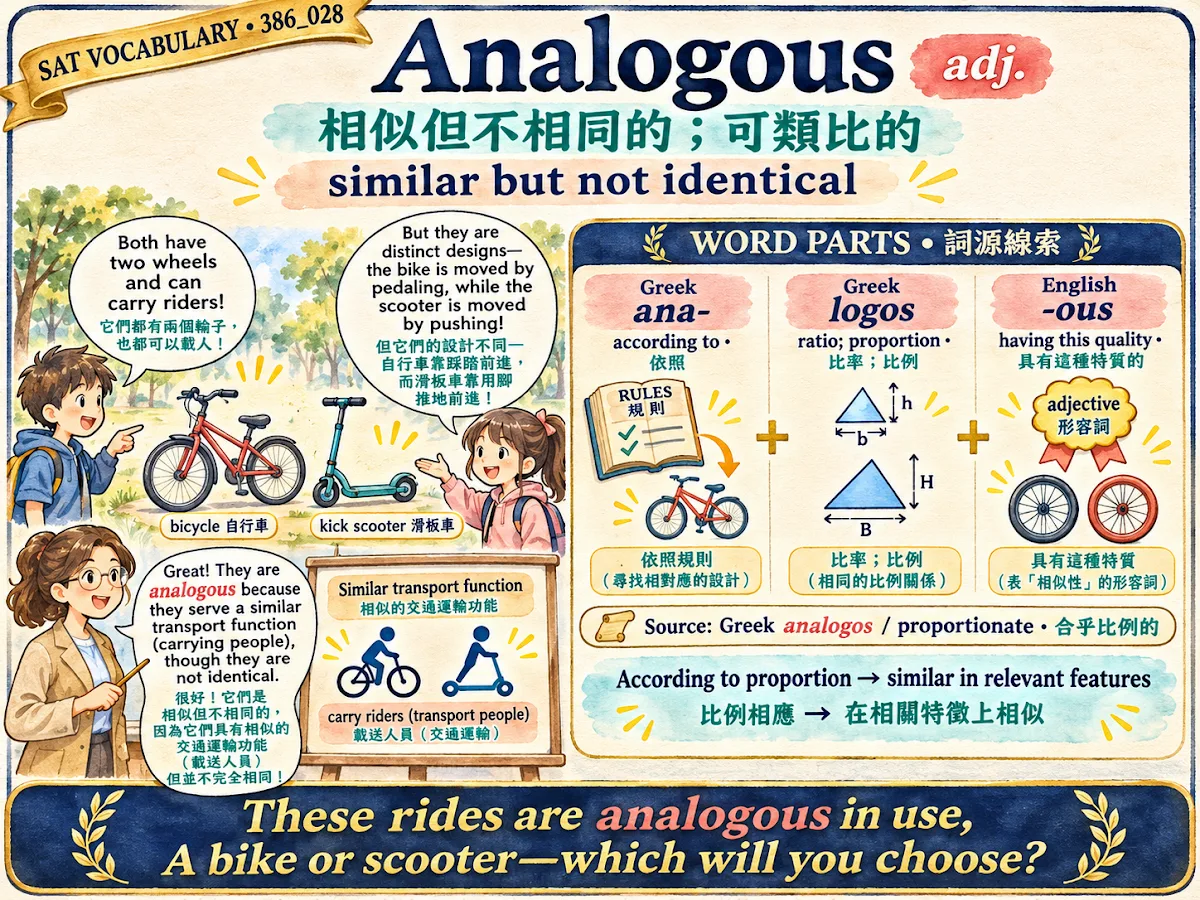 SAT VOCABULARY • 386_028
Analogous
adj.
相似但不相同的；可類比的
similar but not identical
Both have
two wheels
and can
carry riders!
它們都有兩個輪子，
也都可以載人！
But they are
distinct designs—
the bike is moved by
pedaling, while the
scooter is moved
by pushing!
但它們的設計不同—
自行車靠踩踏前進，
而滑板車靠用腳
推地前進！
bicycle 自行車
kick scooter 滑板車
Great! They are
analogous because
they serve a similar
transport function
(carrying people),
though they are
not identical.
很好！它們是
相似但不相同的，
因為它們具有相似的
交通運輸功能
（載送人員）
但並不完全相同！
Similar transport function
相似的交通運輸功能
carry riders (transport people)
載送人員（交通運輸）
WORD PARTS • 詞源線索
Greek
ana-
according to •
依照
RULES
規則
依照規則
（尋找相對應的設計）
+
Greek
logos
ratio; proportion •
比率；比例
h
b
H
B
比率；比例
（相同的比例關係）
+
English
-ous
having this quality •
具有這種特質的
adjective
形容詞
具有這種特質
（表「相似性」的形容詞）
Source: Greek analogos / proportionate • 合乎比例的
According to proportion → similar in relevant features
比例相應 → 在相關特徵上相似
These rides are analogous in use,
A bike or scooter—which will you choose?